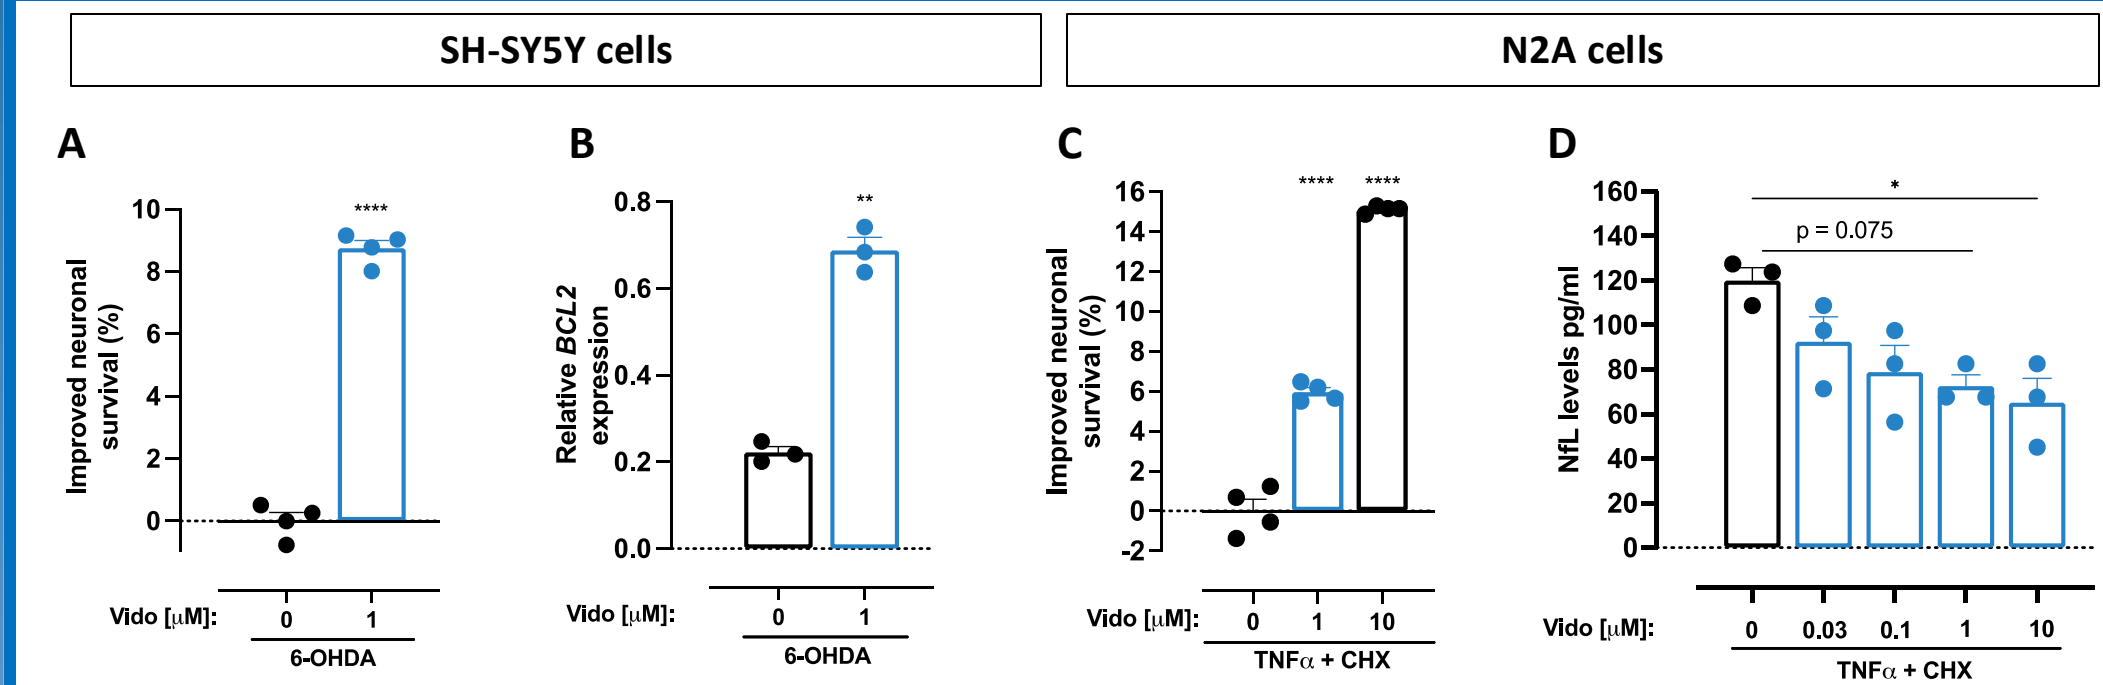 SH-SY5Y cells
N2A cells
A
Improved neuronal
survival (%)
10
8
6
4
2
0
****
Vido [μM]:
0
1
6-OHDA
B
Relative BCL2
expression
0.8
0.6
0.4
0.2
0.0
**
Vido [μM]:
0
1
6-OHDA
C
Improved neuronal
survival (%)
16
14
12
10
8
6
4
2
0
-2
****
****
Vido [μM]:
0
1
10
TNFα + CHX
D
NfL levels pg/ml
160
140
120
100
80
60
40
20
0
*
p = 0.075
Vido [μM]:
0
0.03
0.1
1
10
TNFα + CHX